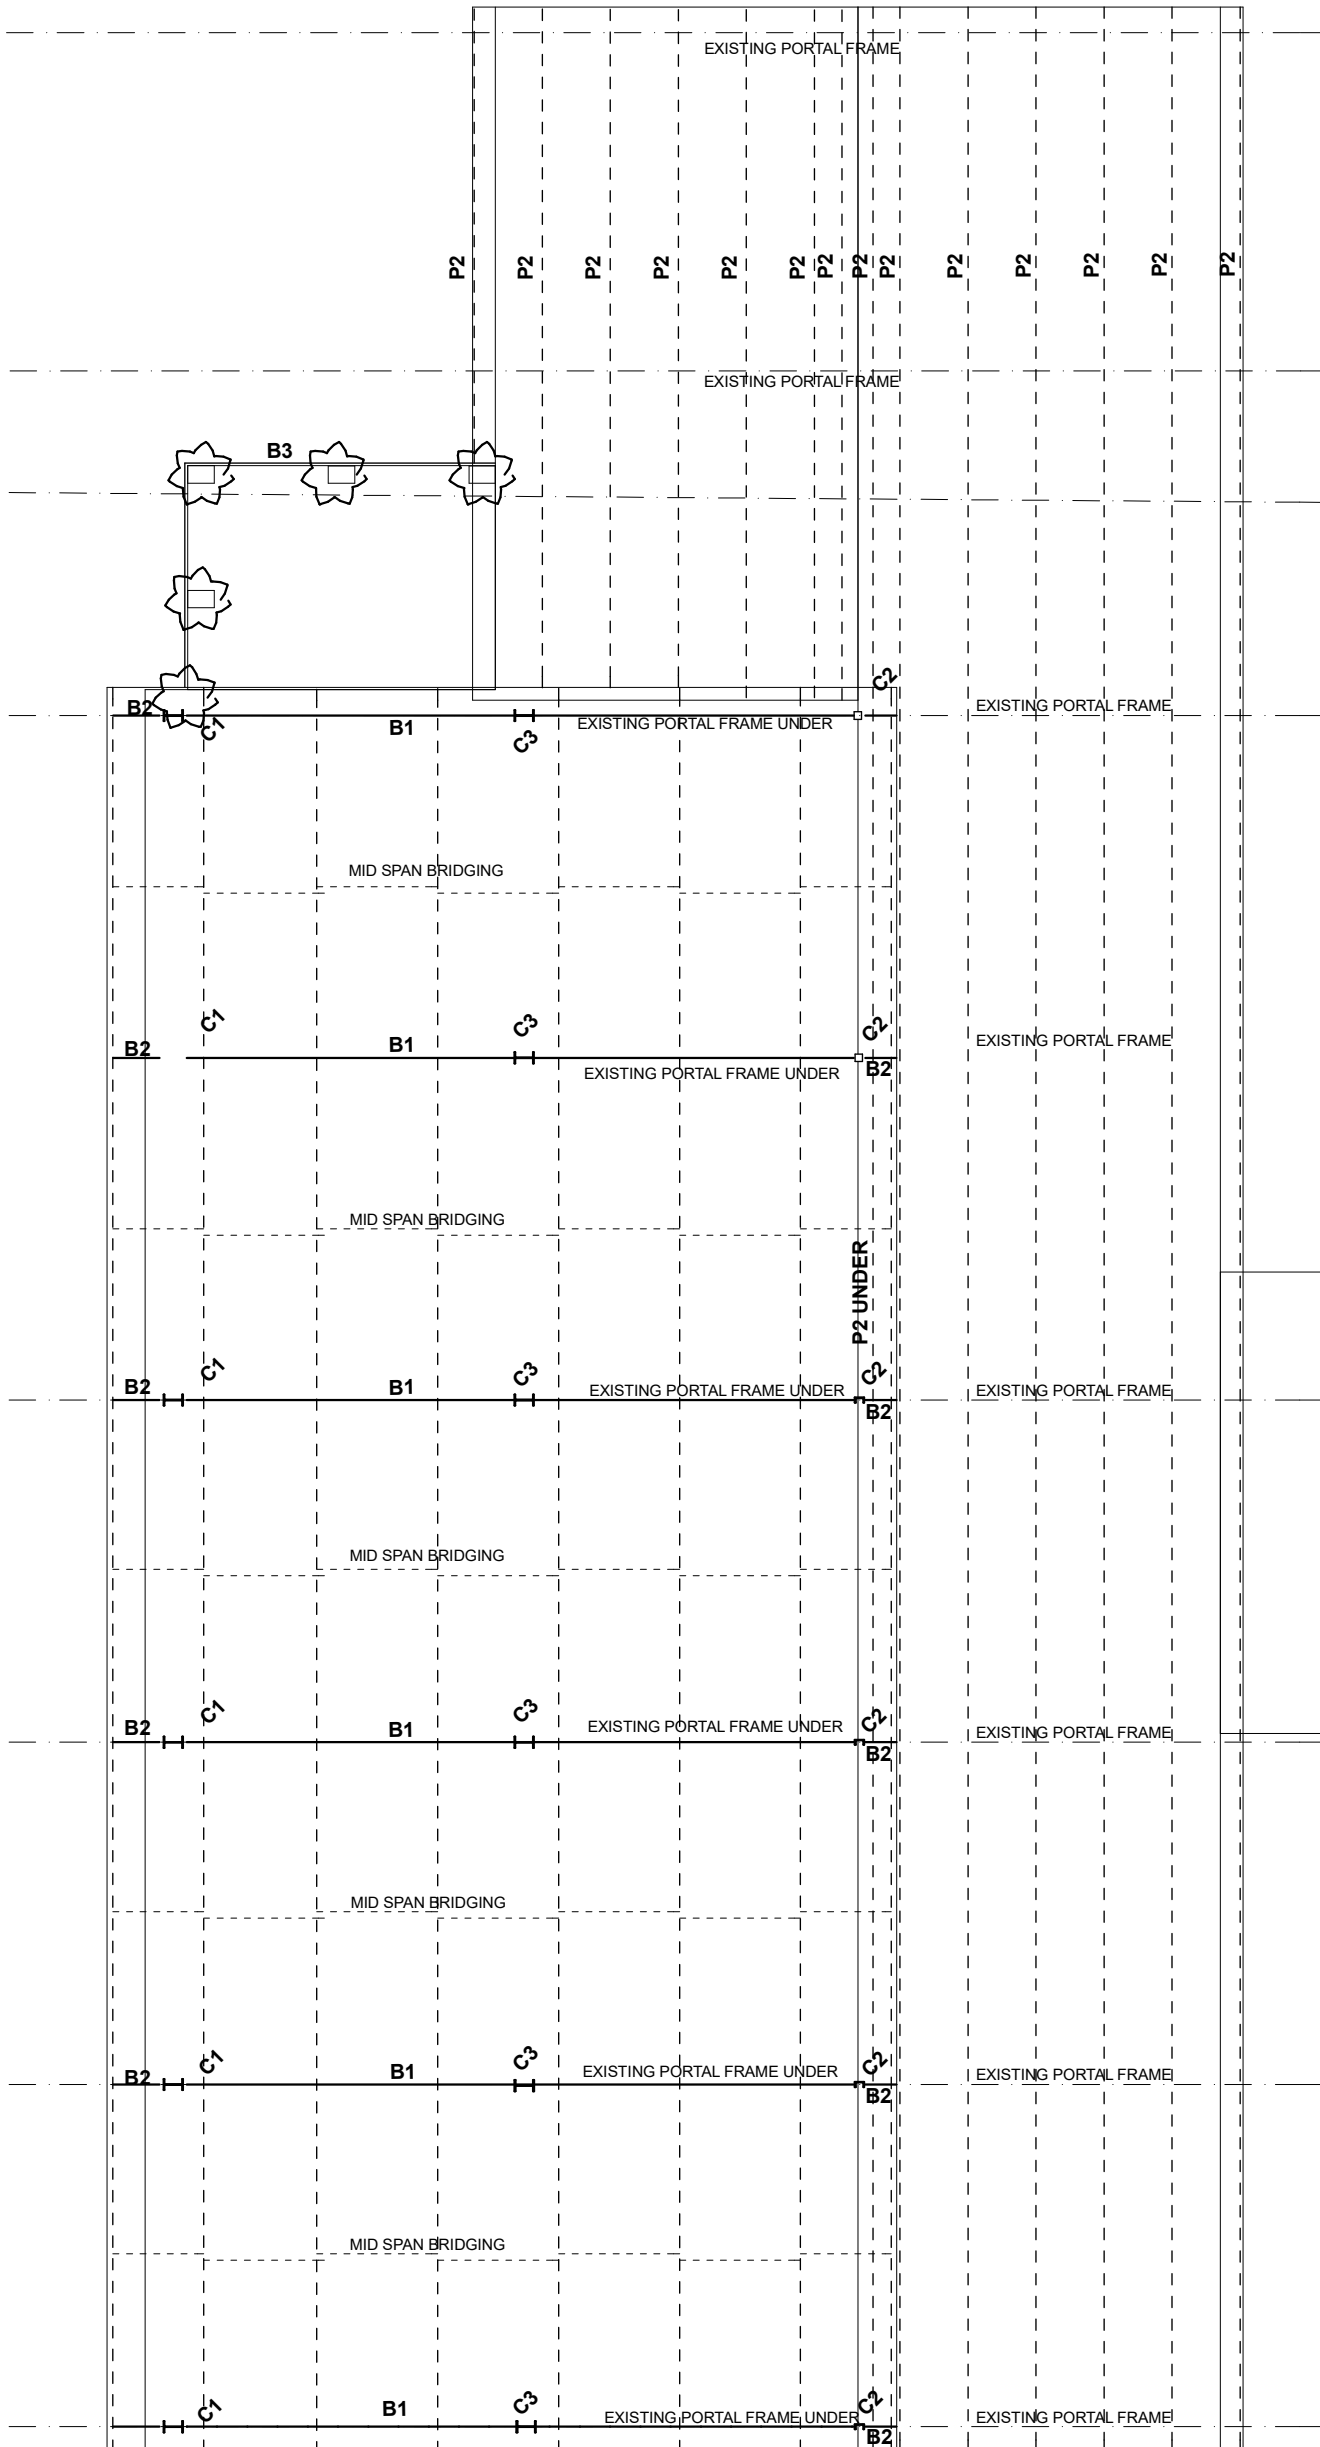 EXISTING PORTAL FRAME
P2 P2 P2 P2 P2 P2 P2 P2 P2 P2 P2 P2 P2 P2
EXISTING PORTAL FRAME
B3
C2
B2 C1 B1 C3 EXISTING PORTAL FRAME UNDER EXISTING PORTAL FRAME
MID SPAN BRIDGING
C1 C3 C2
B2 B1 EXISTING PORTAL FRAME
EXISTING PORTAL FRAME UNDER B2
MID SPAN BRIDGING
P2 UNDER
C1 C3 C2
B2 B1 EXISTING PORTAL FRAME UNDER EXISTING PORTAL FRAME
B2
MID SPAN BRIDGING
C1 C3 C2
B2 B1 EXISTING PORTAL FRAME UNDER EXISTING PORTAL FRAME
B2
MID SPAN BRIDGING
C1 C3 C2
B2 B1 EXISTING PORTAL FRAME UNDER EXISTING PORTAL FRAME
B2
MID SPAN BRIDGING
C1 B1 C3 C2
EXISTING PORTAL FRAME UNDER EXISTING PORTAL FRAME
B2